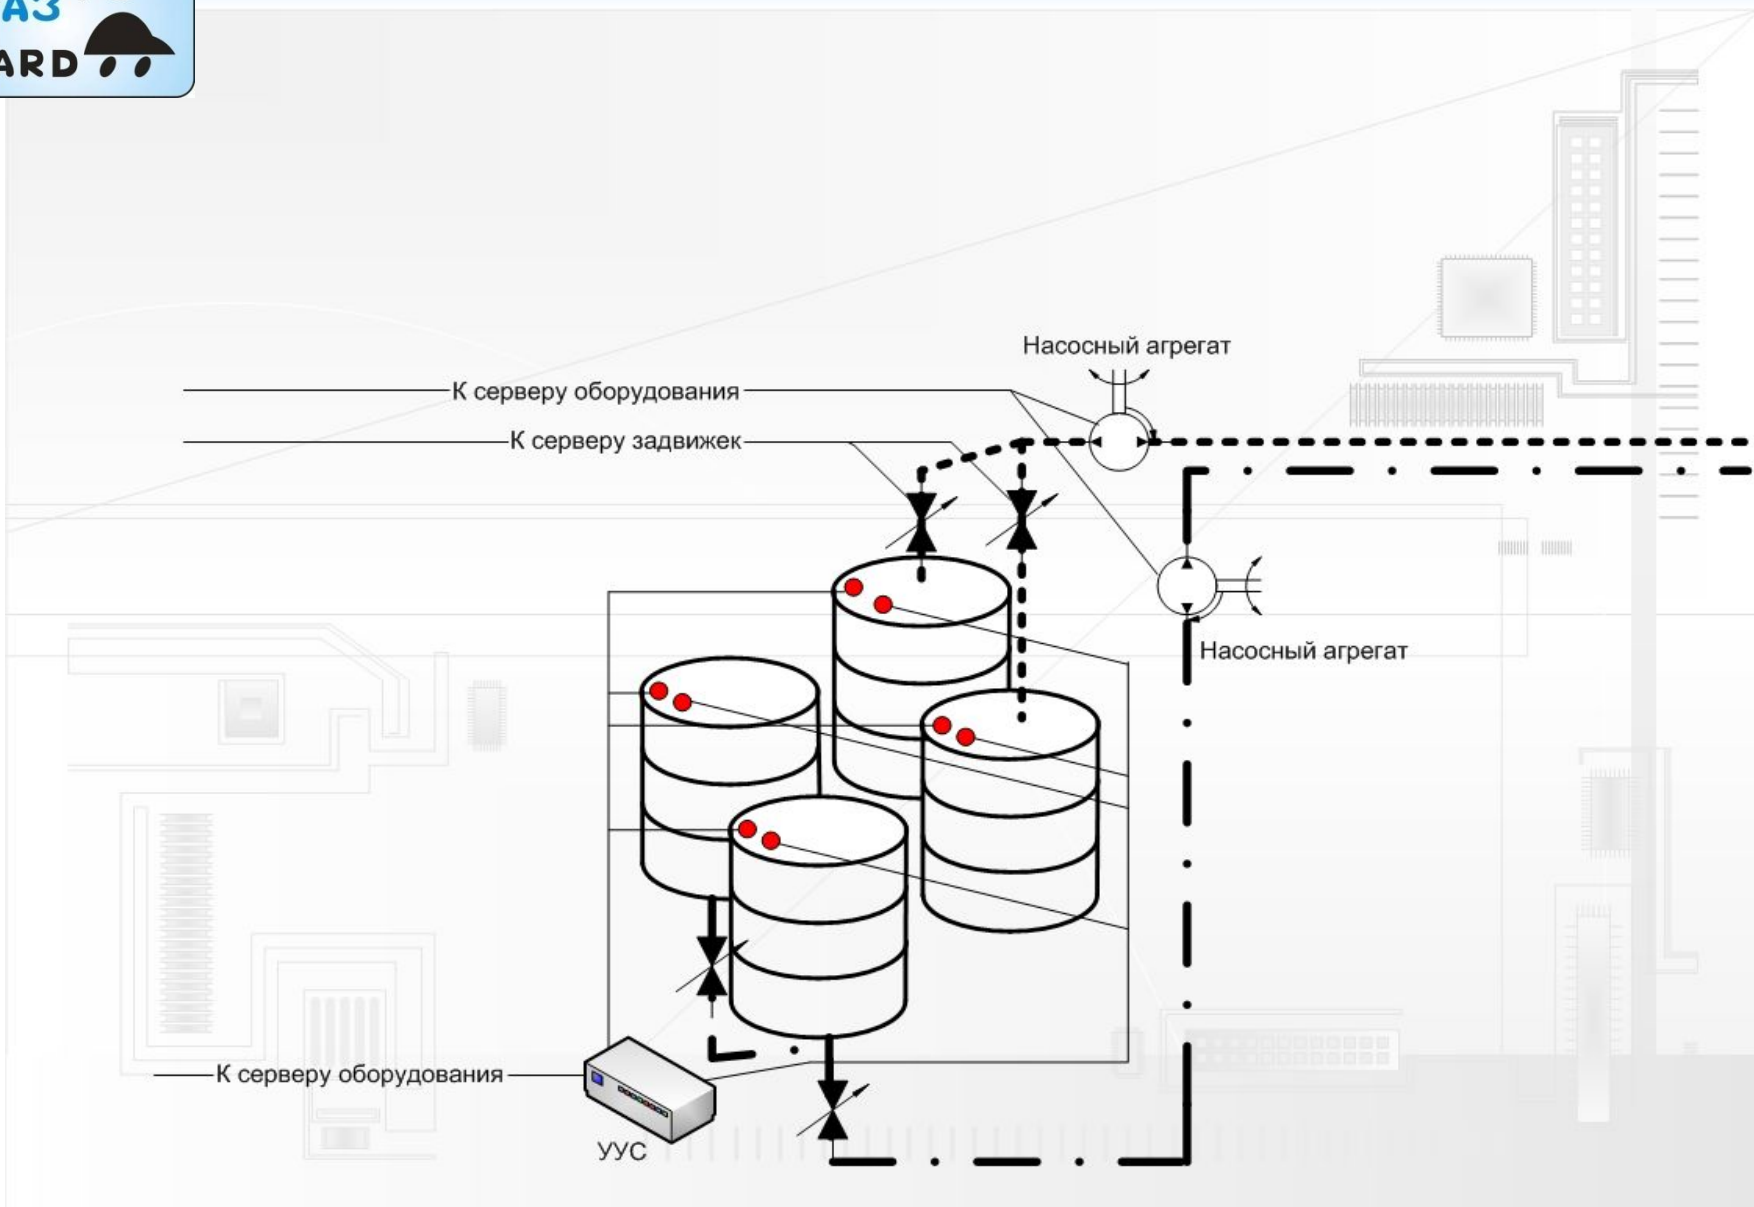 АЗ
ARD
Насосный агрегат
К серверу оборудования
К серверу задвижек
Насосный агрегат
К серверу оборудования
УУС